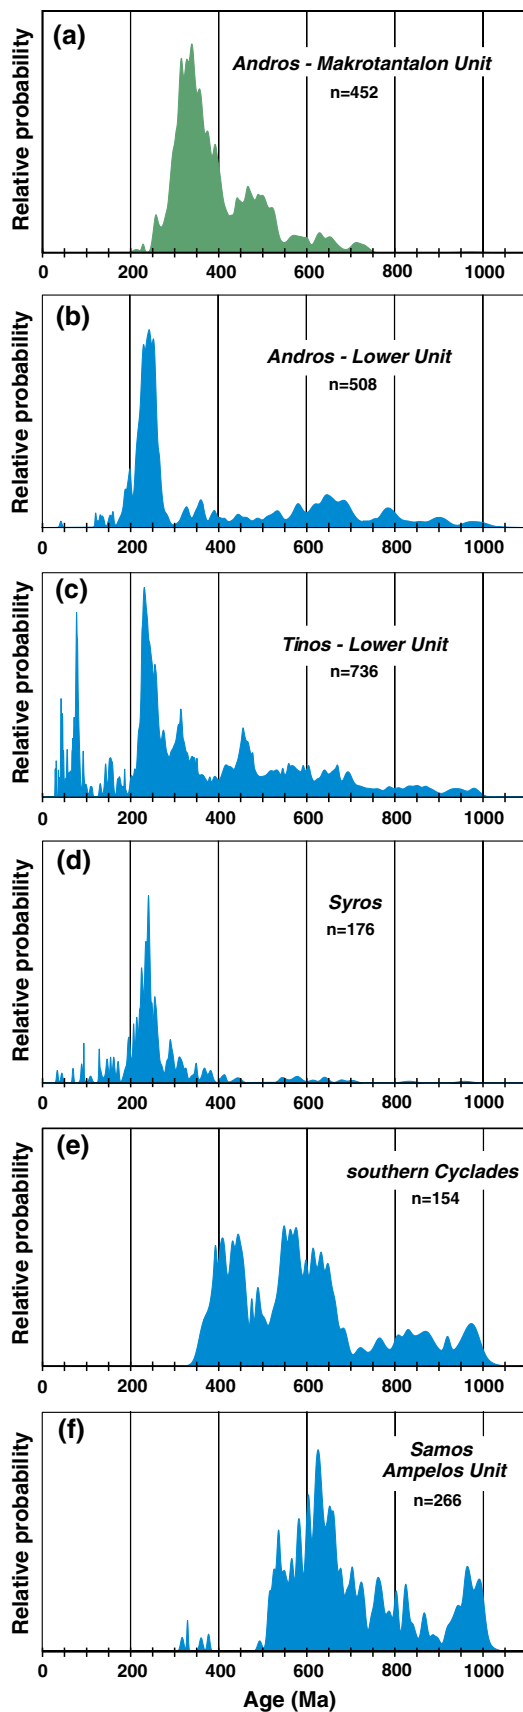 (a)
Andros - Makrotantalon Unit
n=452
Relative probability
0 200 400 600 800 1000
(b)
Andros - Lower Unit
n=508
Relative probability
0 200 400 600 800 1000
(c)
Tinos - Lower Unit
n=736
Relative probability
0 200 400 600 800 1000
(d)
Syros
n=176
Relative probability
0 200 400 600 800 1000
(e)
southern Cyclades
n=154
Relative probability
0 200 400 600 800 1000
(f)
Samos
Ampelos Unit
n=266
Relative probability
0 200 400 600 800 1000
Age (Ma)